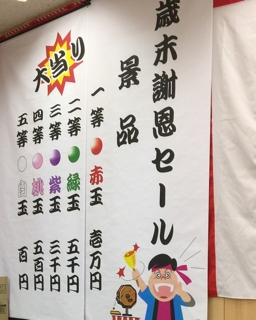 歳末謝恩セール
景品
大当り
一等 赤玉 壱万円
二等 緑玉 五千円
三等 紫玉 三千円
四等 桃玉 五百円
五等 白玉 百円